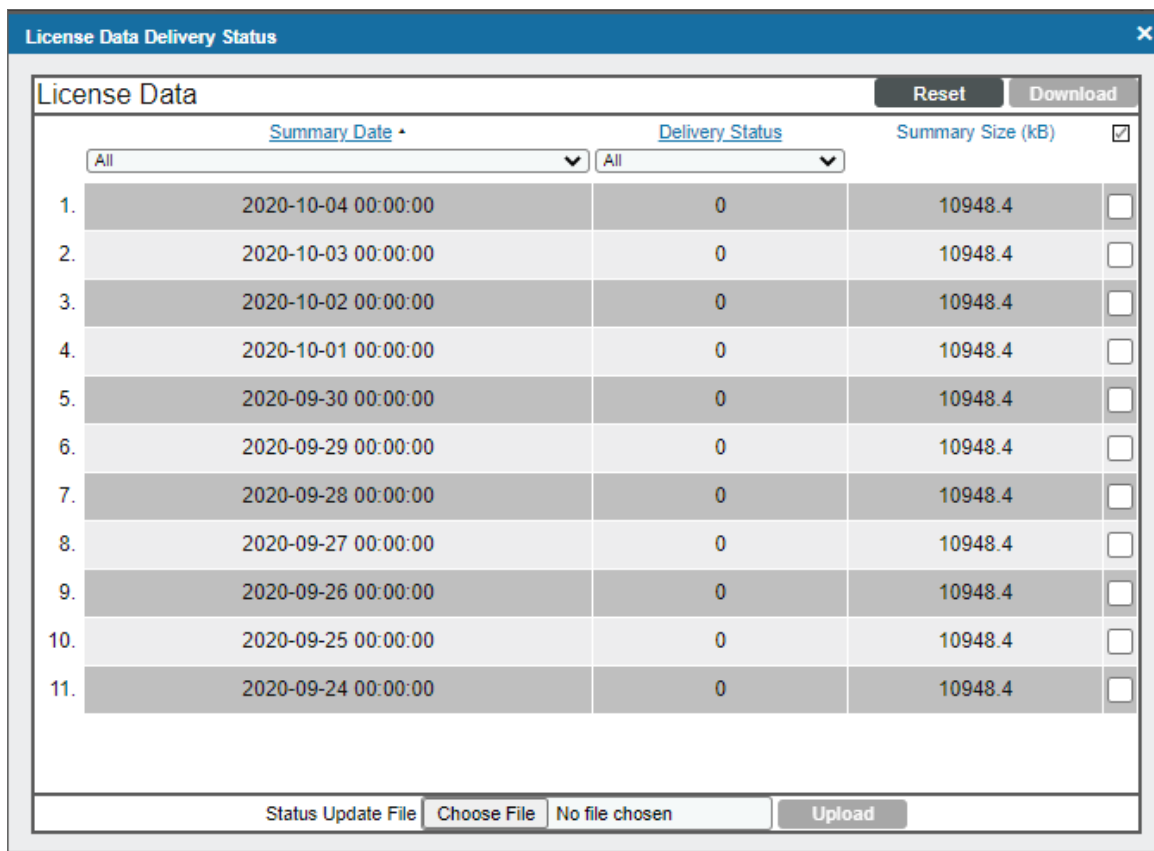 License Data Delivery Status
License Data Reset Download
Summary Date Delivery Status Summary Size (kB)
All All
1. 2020-10-04 00:00:00 0 10948.4
2. 2020-10-03 00:00:00 0 10948.4
3. 2020-10-02 00:00:00 0 10948.4
4. 2020-10-01 00:00:00 0 10948.4
5. 2020-09-30 00:00:00 0 10948.4
6. 2020-09-29 00:00:00 0 10948.4
7. 2020-09-28 00:00:00 0 10948.4
8. 2020-09-27 00:00:00 0 10948.4
9. 2020-09-26 00:00:00 0 10948.4
10. 2020-09-25 00:00:00 0 10948.4
11. 2020-09-24 00:00:00 0 10948.4
Status Update File Choose File No file chosen Upload